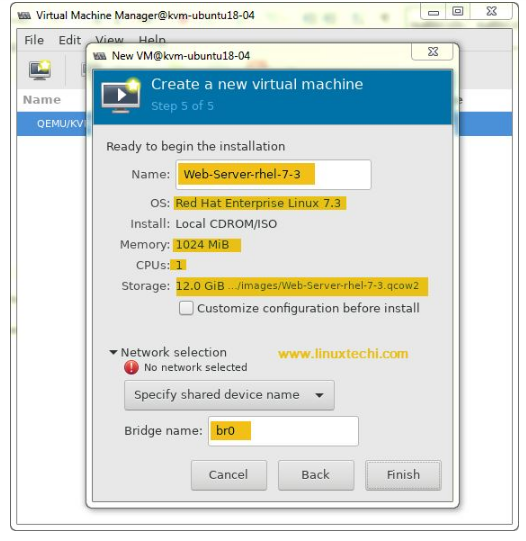 Virtual Machine Manager@kvm-ubuntu18-04
File Edit View Help
New VM@kvm-ubuntu18-04
Name
QEMU/KV
Create a new virtual machine
Step 5 of 5
Ready to begin the installation
Name: Web-Server-rhel-7-3
OS: Red Hat Enterprise Linux 7.3
Install: Local CDROM/ISO
Memory: 1024 MiB
CPUs: 1
Storage: 12.0 GiB .../images/Web-Server-rhel-7-3.qcow2
Customize configuration before install
Network selection
www.linuxtechi.com
No network selected
Specify shared device name
Bridge name: br0
Cancel Back Finish